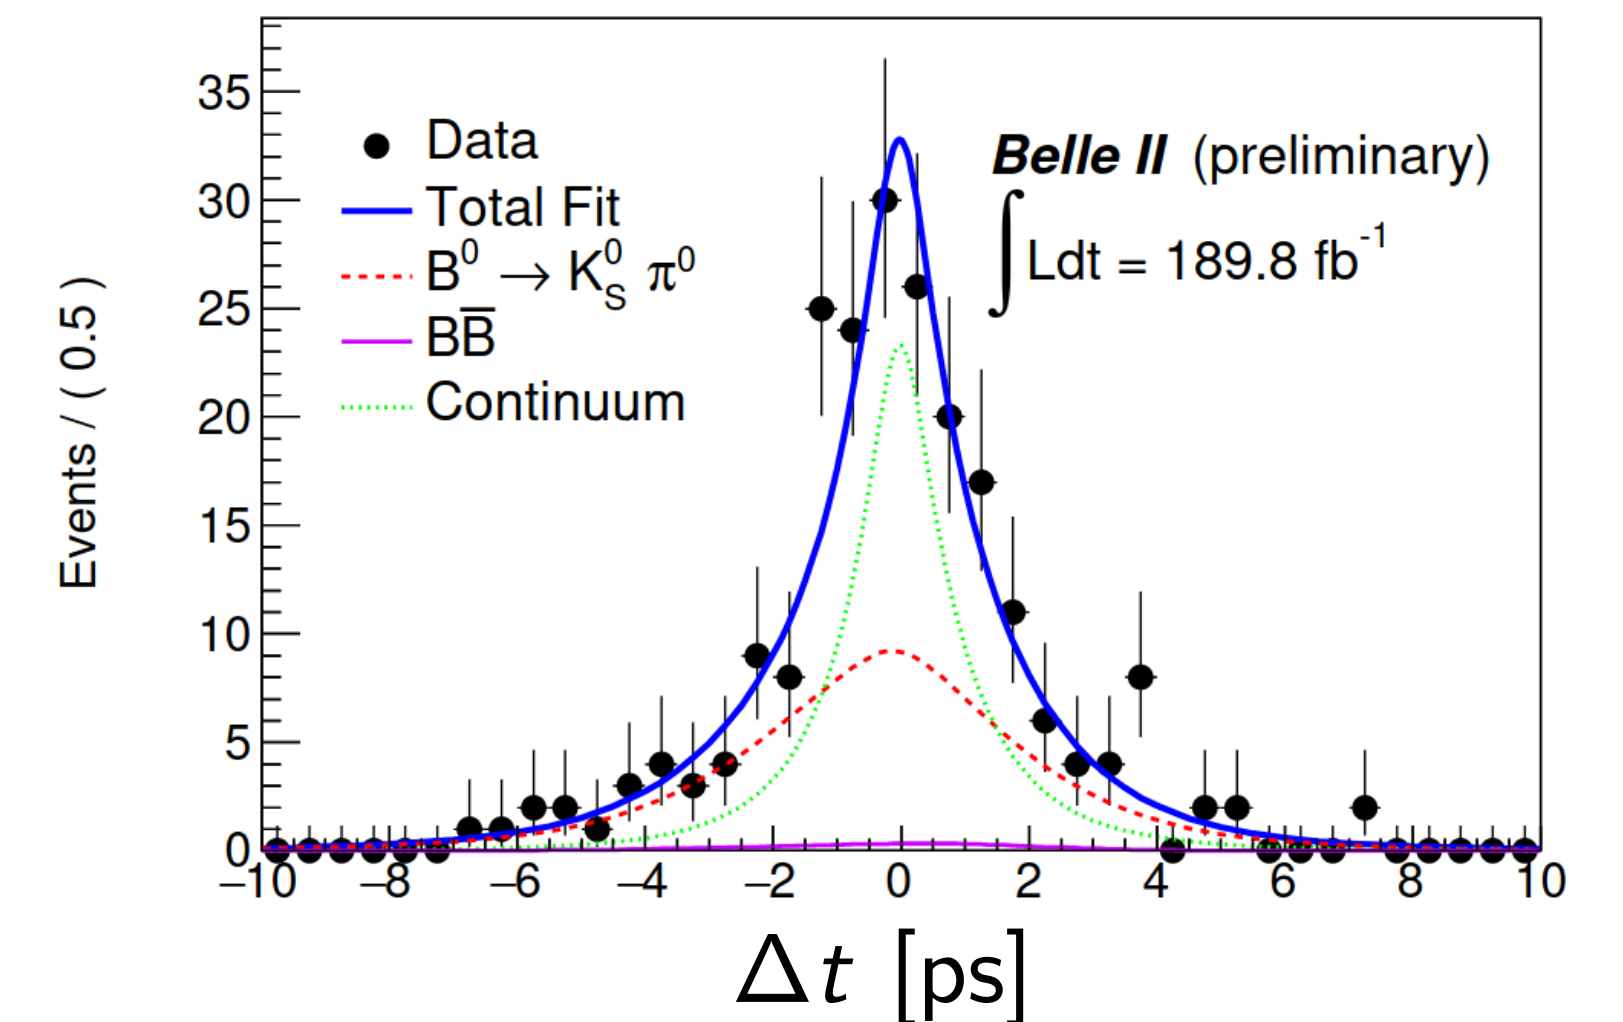 35
30
25
20
15
10
5
0
Events / ( 0.5 )
Data
Total Fit
B⁰ → K⁰_S π⁰
BB̅
Continuum
Belle II (preliminary)
∫Ldt = 189.8 fb⁻¹
−10 −8 −6 −4 −2 0 2 4 6 8 10
Δt [ps]